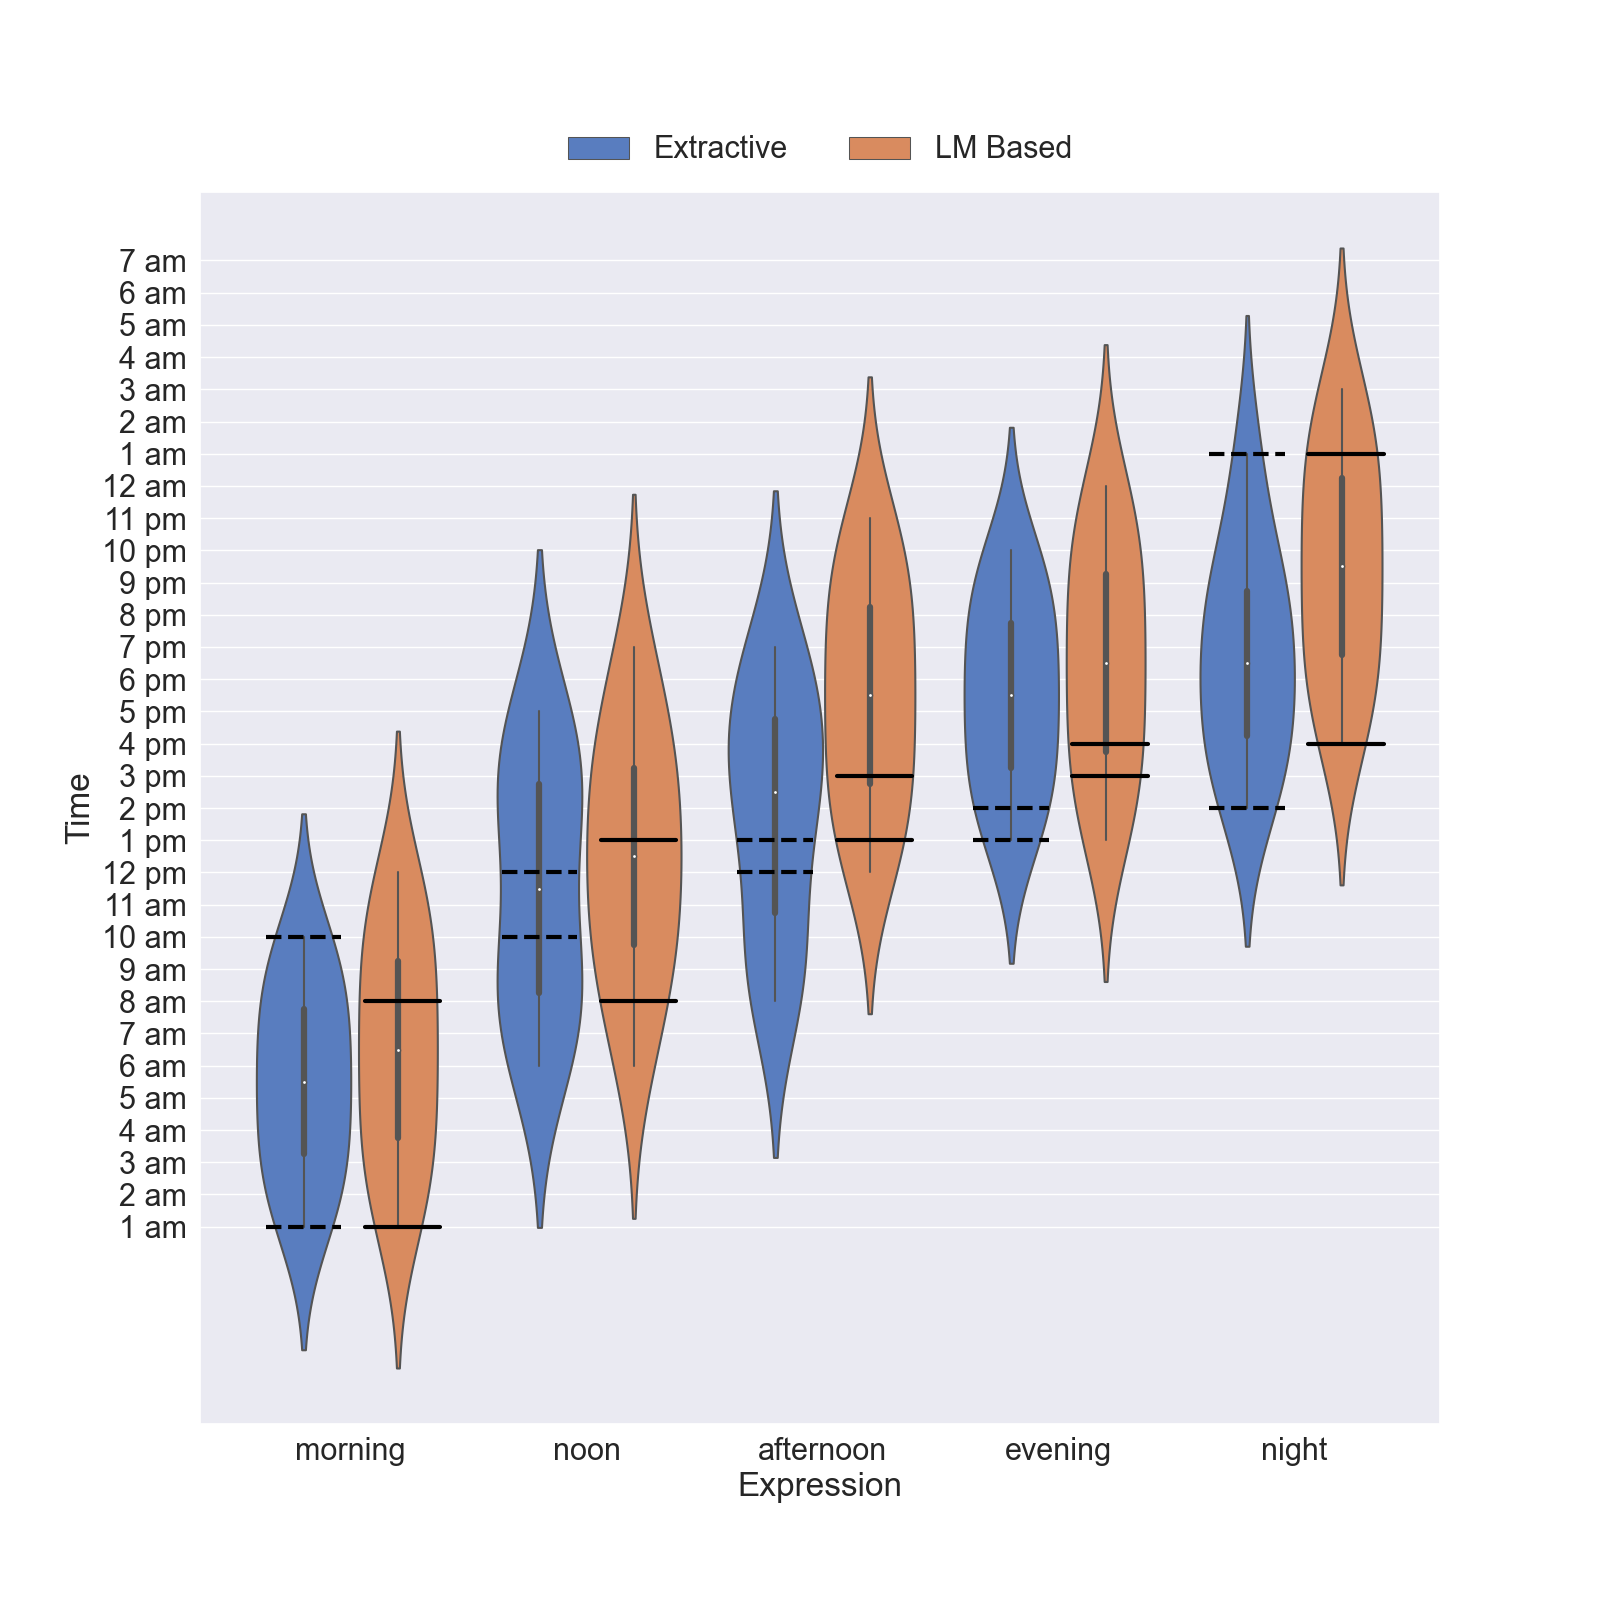 Extractive LM Based
7 am
6 am
5 am
4 am
3 am
2 am
1 am
12 am
11 pm
10 pm
9 pm
8 pm
7 pm
6 pm
5 pm
4 pm
3 pm
2 pm
1 pm
12 pm
11 am
10 am
9 am
8 am
7 am
6 am
5 am
4 am
3 am
2 am
1 am
Time
morning noon afternoon evening night
Expression